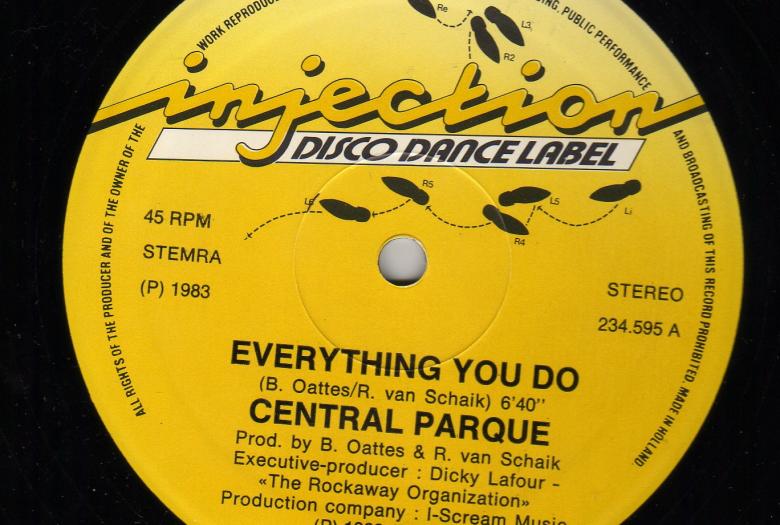 WORK REPRODUC
ING, PUBLIC PERFORMANCE
Re
L3
R2
injection
DISCO DANCE LABEL
AND BROADCASTING OF THIS RECORD PROHIBITED. MADE IN HOLLAND.
ALL RIGHTS OF THE PRODUCER AND OF THE OWNER OF THE
L6
R5
L5
Li
R4
45 RPM
STEMRA
(P) 1983
STEREO
234.595 A
EVERYTHING YOU DO
(B. Oattes/R. van Schaik) 6'40''
CENTRAL PARQUE
Prod. by B. Oattes & R. van Schaik
Executive-producer : Dicky Lafour -
«The Rockaway Organization»
Production company : I-Scream Music